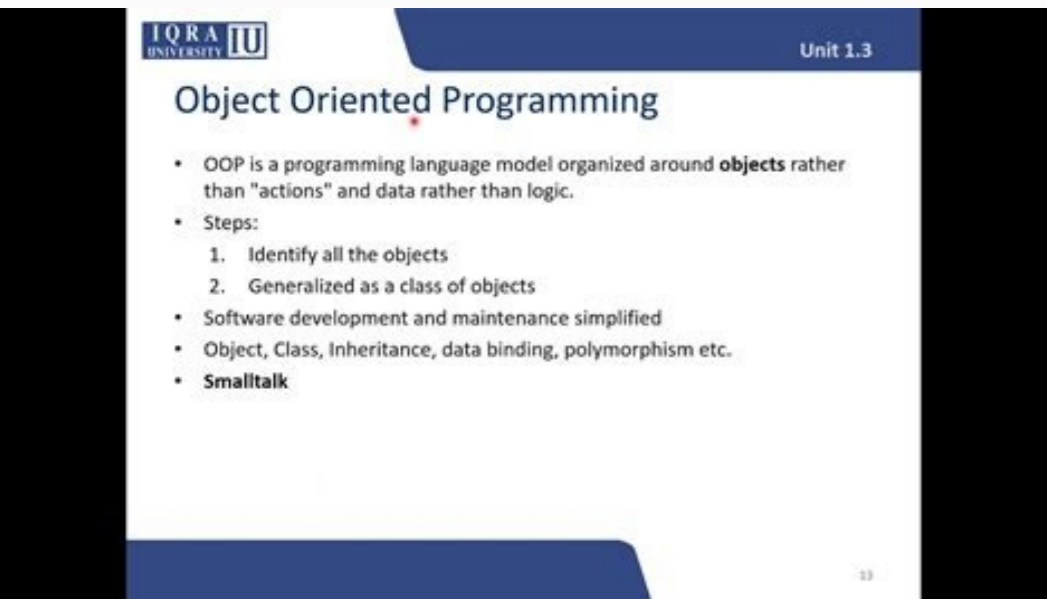 IQRA
UNIVERSITY
IU
Unit 1.3
Object Oriented Programming
• OOP is a programming language model organized around objects rather
than "actions" and data rather than logic.
• Steps:
1. Identify all the objects
2. Generalized as a class of objects
• Software development and maintenance simplified
• Object, Class, Inheritance, data binding, polymorphism etc.
• Smalltalk
13